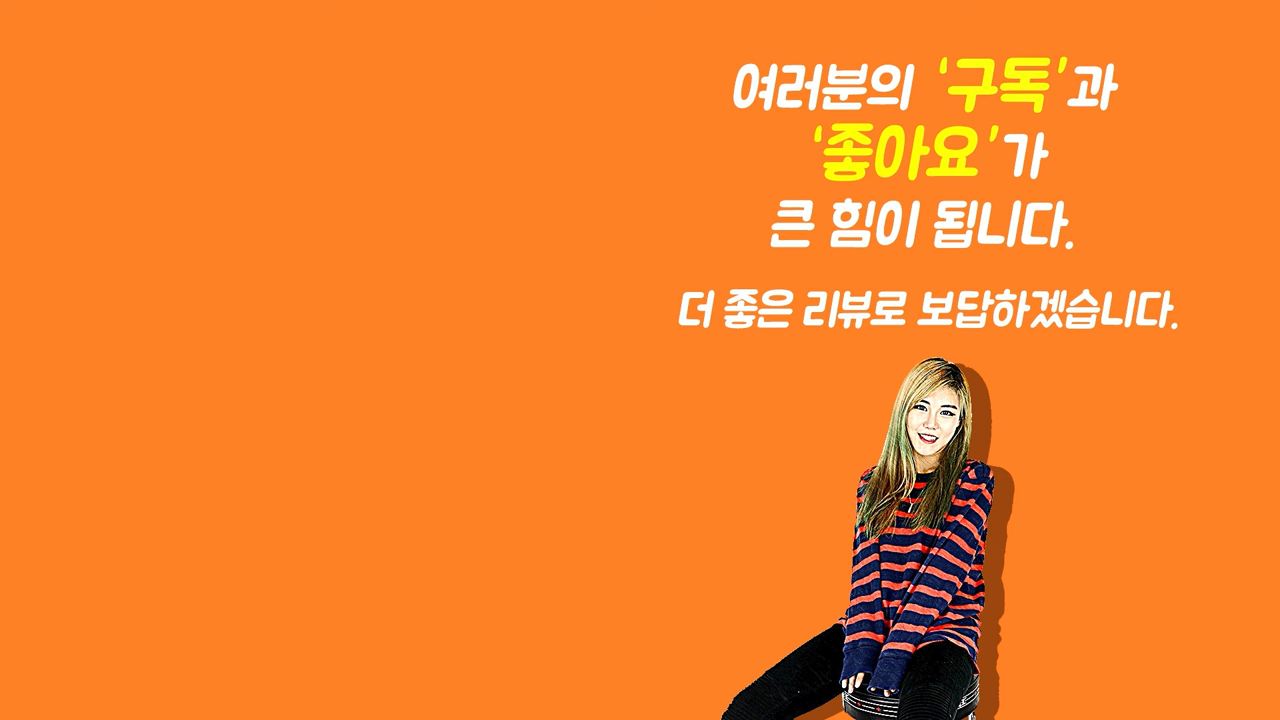 여러분의 '구독'과
'좋아요'가
큰 힘이 됩니다.
더 좋은 리뷰로 보답하겠습니다.